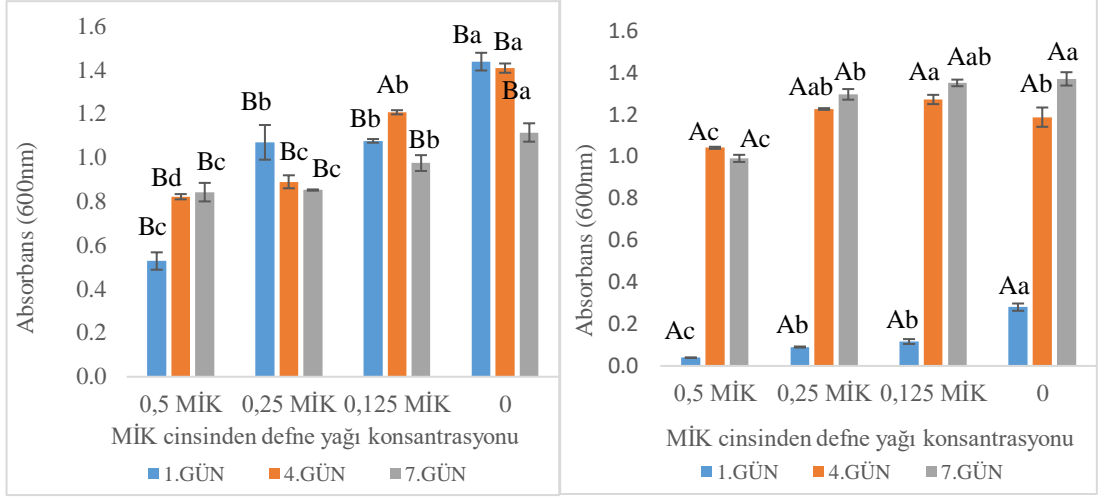 1.6
1.4
1.2
1.0
0.8
0.6
0.4
0.2
0.0
Absorbans (600nm)
Bc Bd Bc
Bb Bc Bc
Bb Ab Bb
Ba Ba Ba
0,5 MİK 0,25 MİK 0,125 MİK 0
MİK cinsinden defne yağı konsantrasyonu
1.GÜN 4.GÜN 7.GÜN
1.6
1.4
1.2
1.0
0.8
0.6
0.4
0.2
0.0
Absorbans (600nm)
Ac Ac Ac
Ab Aab Ab
Ab Aa Aab
Aa Ab Aa
0,5 MİK 0,25 MİK 0,125 MİK 0
MİK cinsinden defne yağı konsantrasyonu
1.GÜN 4.GÜN 7.GÜN